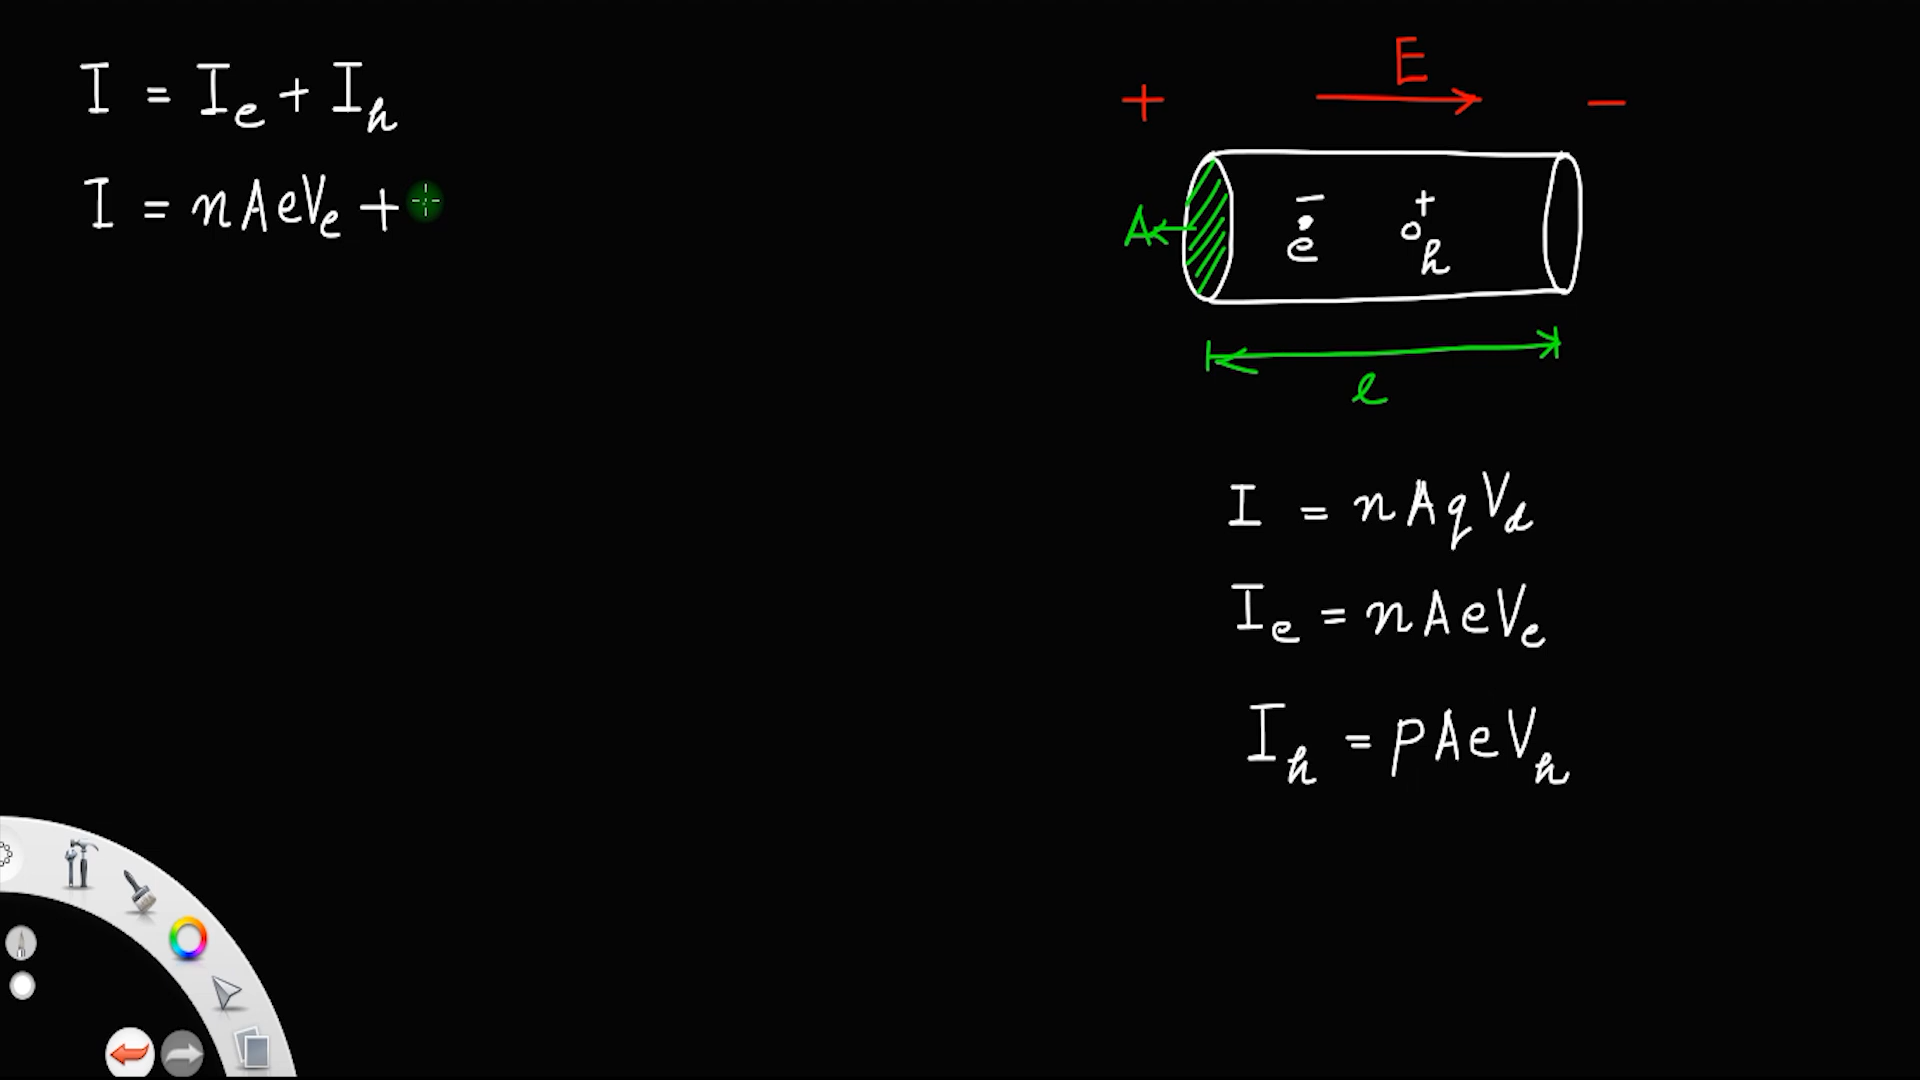 I = Ie + Ih
I = nAeVe +
E
+ −
A
− e
+ h
l
I = nAqVd
Ie = nAeVe
Ih = pAeVh